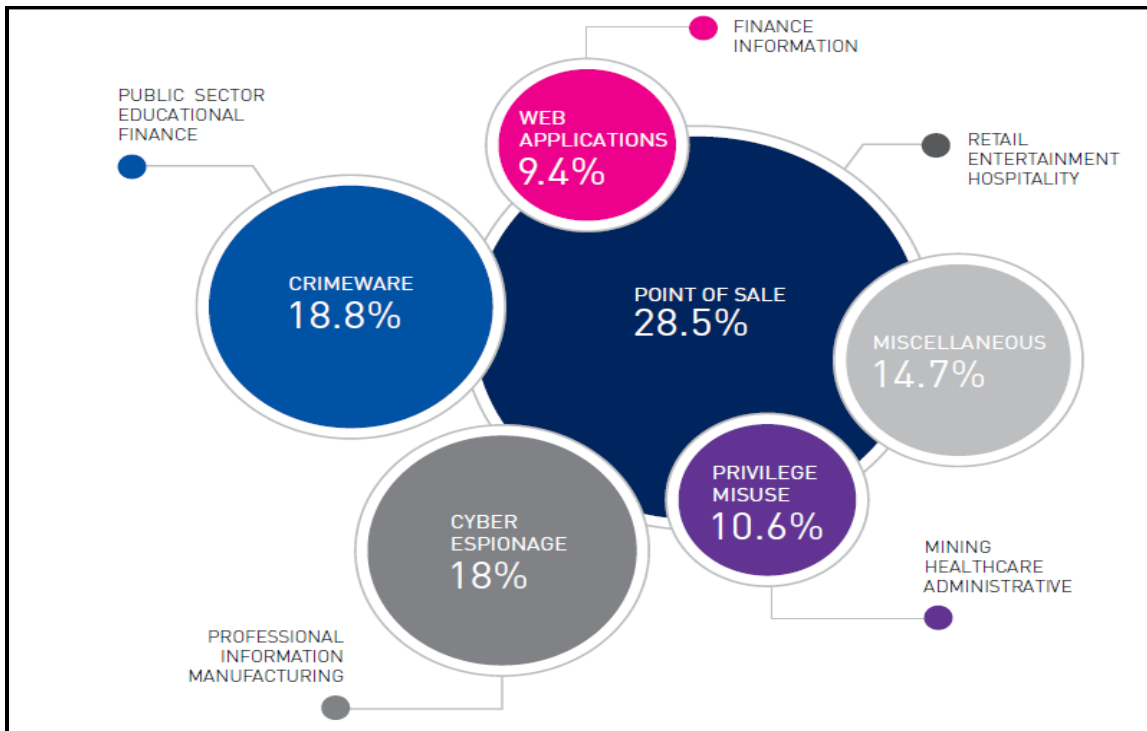 FINANCE
INFORMATION
PUBLIC SECTOR
EDUCATIONAL
FINANCE
WEB
APPLICATIONS
9.4%
RETAIL
ENTERTAINMENT
HOSPITALITY
CRIMEWARE
18.8%
POINT OF SALE
28.5%
MISCELLANEOUS
14.7%
PRIVILEGE
MISUSE
10.6%
CYBER
ESPIONAGE
18%
MINING
HEALTHCARE
ADMINISTRATIVE
PROFESSIONAL
INFORMATION
MANUFACTURING